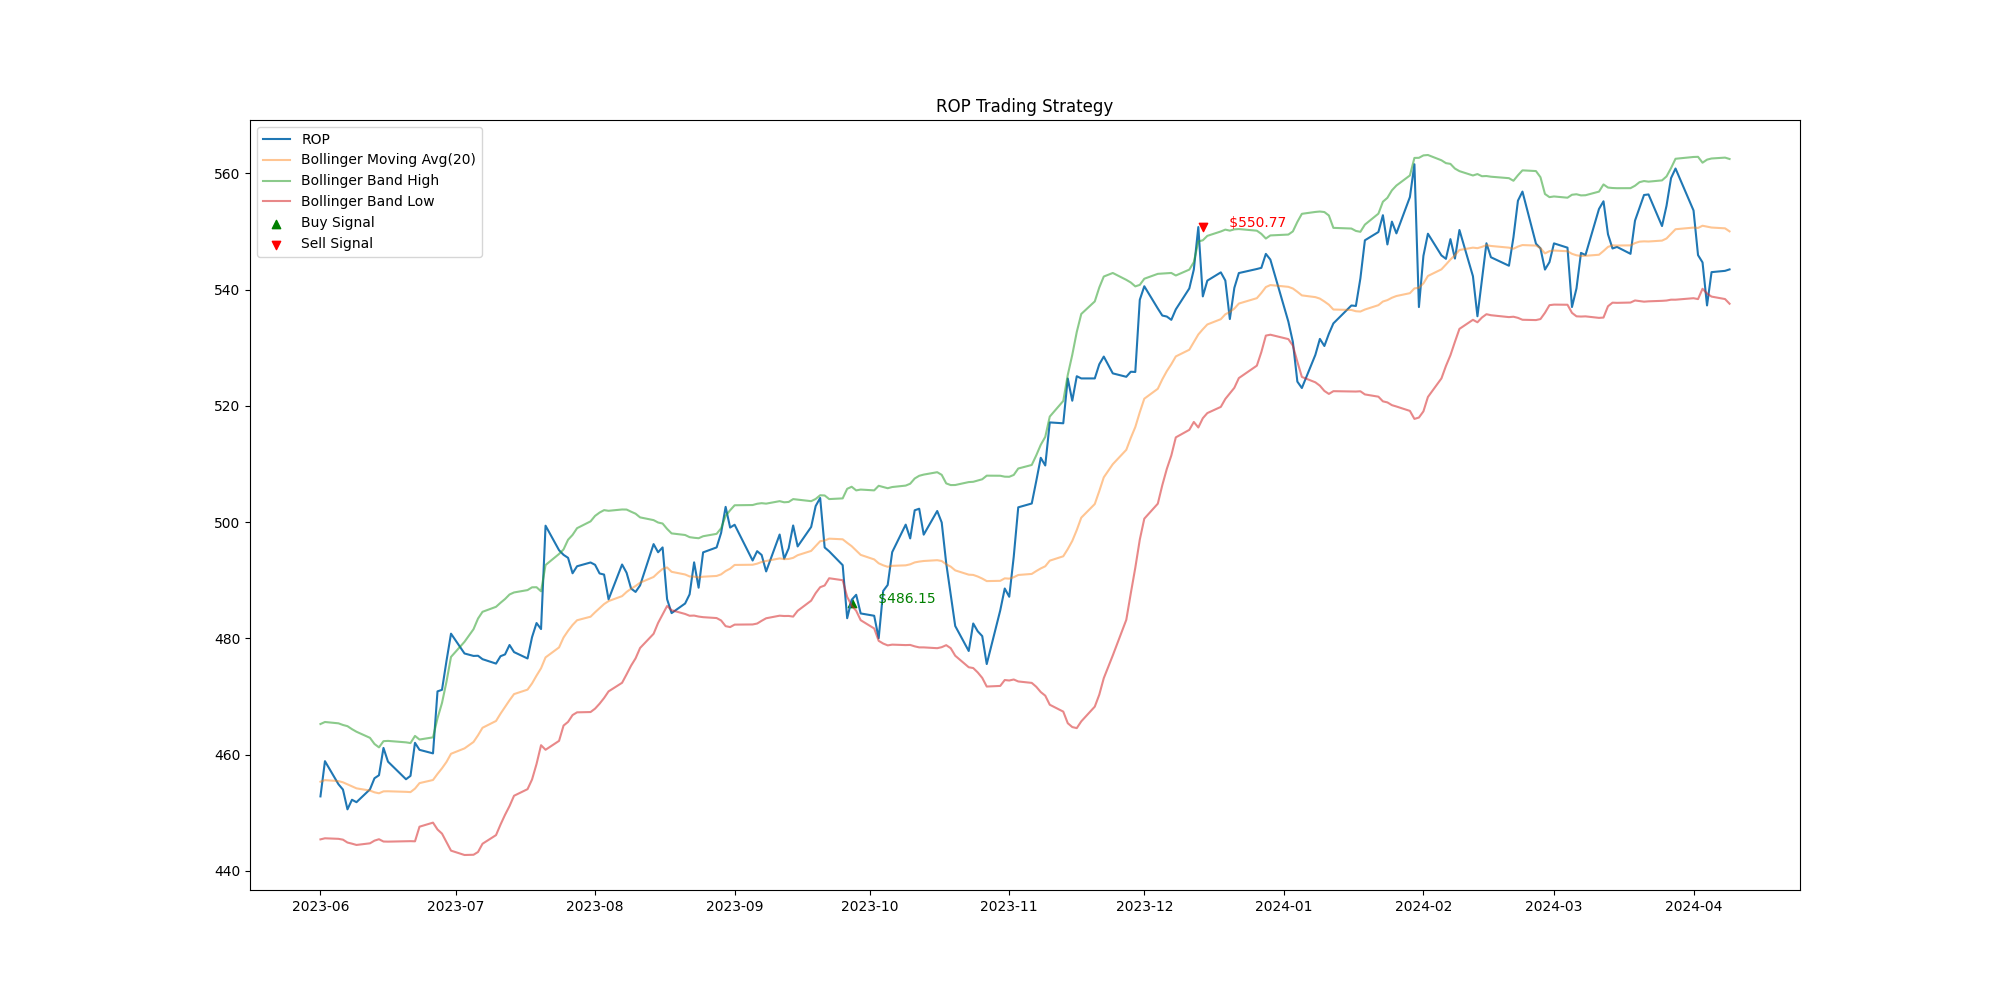 ROP Trading Strategy
ROP
Bollinger Moving Avg(20)
Bollinger Band High
Bollinger Band Low
Buy Signal
Sell Signal
$550.77
$486.15
560
540
520
500
480
460
440
2023-06 2023-07 2023-08 2023-09 2023-10 2023-11 2023-12 2024-01 2024-02 2024-03 2024-04